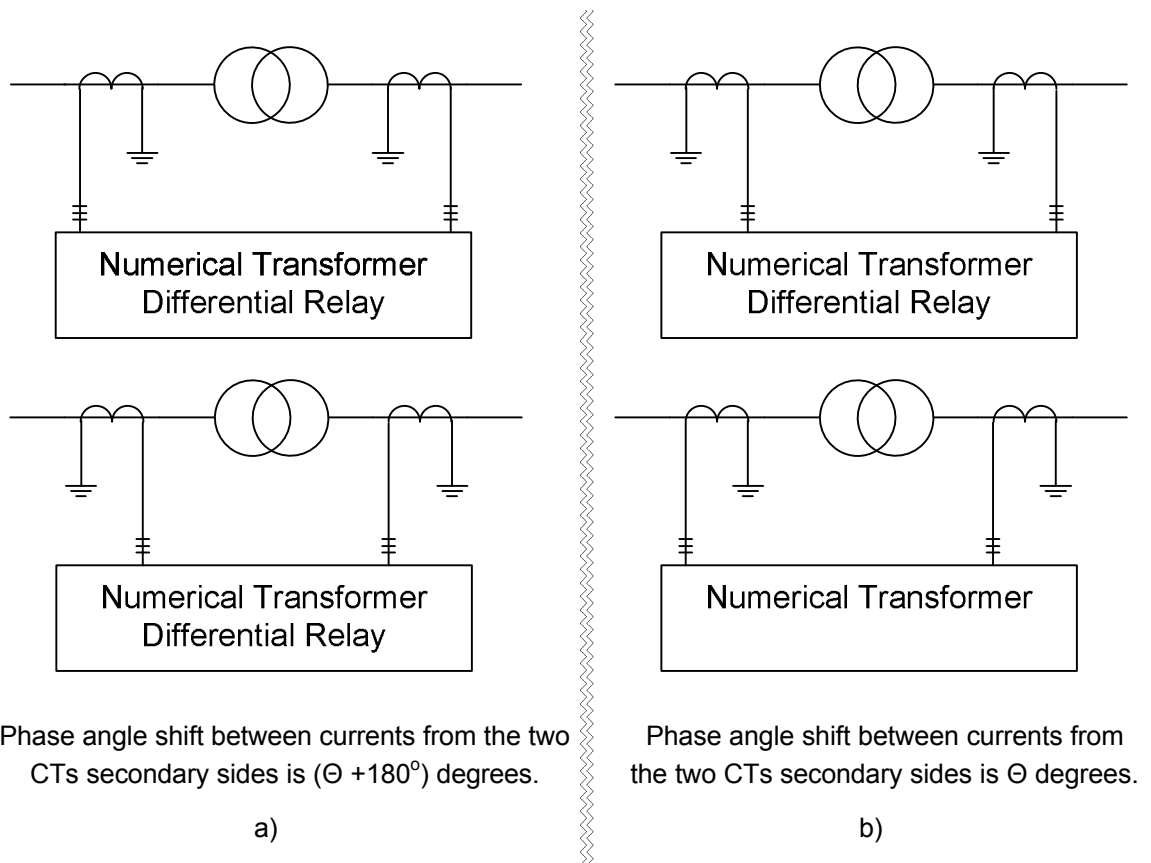 Numerical Transformer
Differential Relay
Numerical Transformer
Differential Relay
Phase angle shift between currents from the two
CTs secondary sides is (Θ +180°) degrees.
a)
Numerical Transformer
Differential Relay
Numerical Transformer
Phase angle shift between currents from
the two CTs secondary sides is Θ degrees.
b)